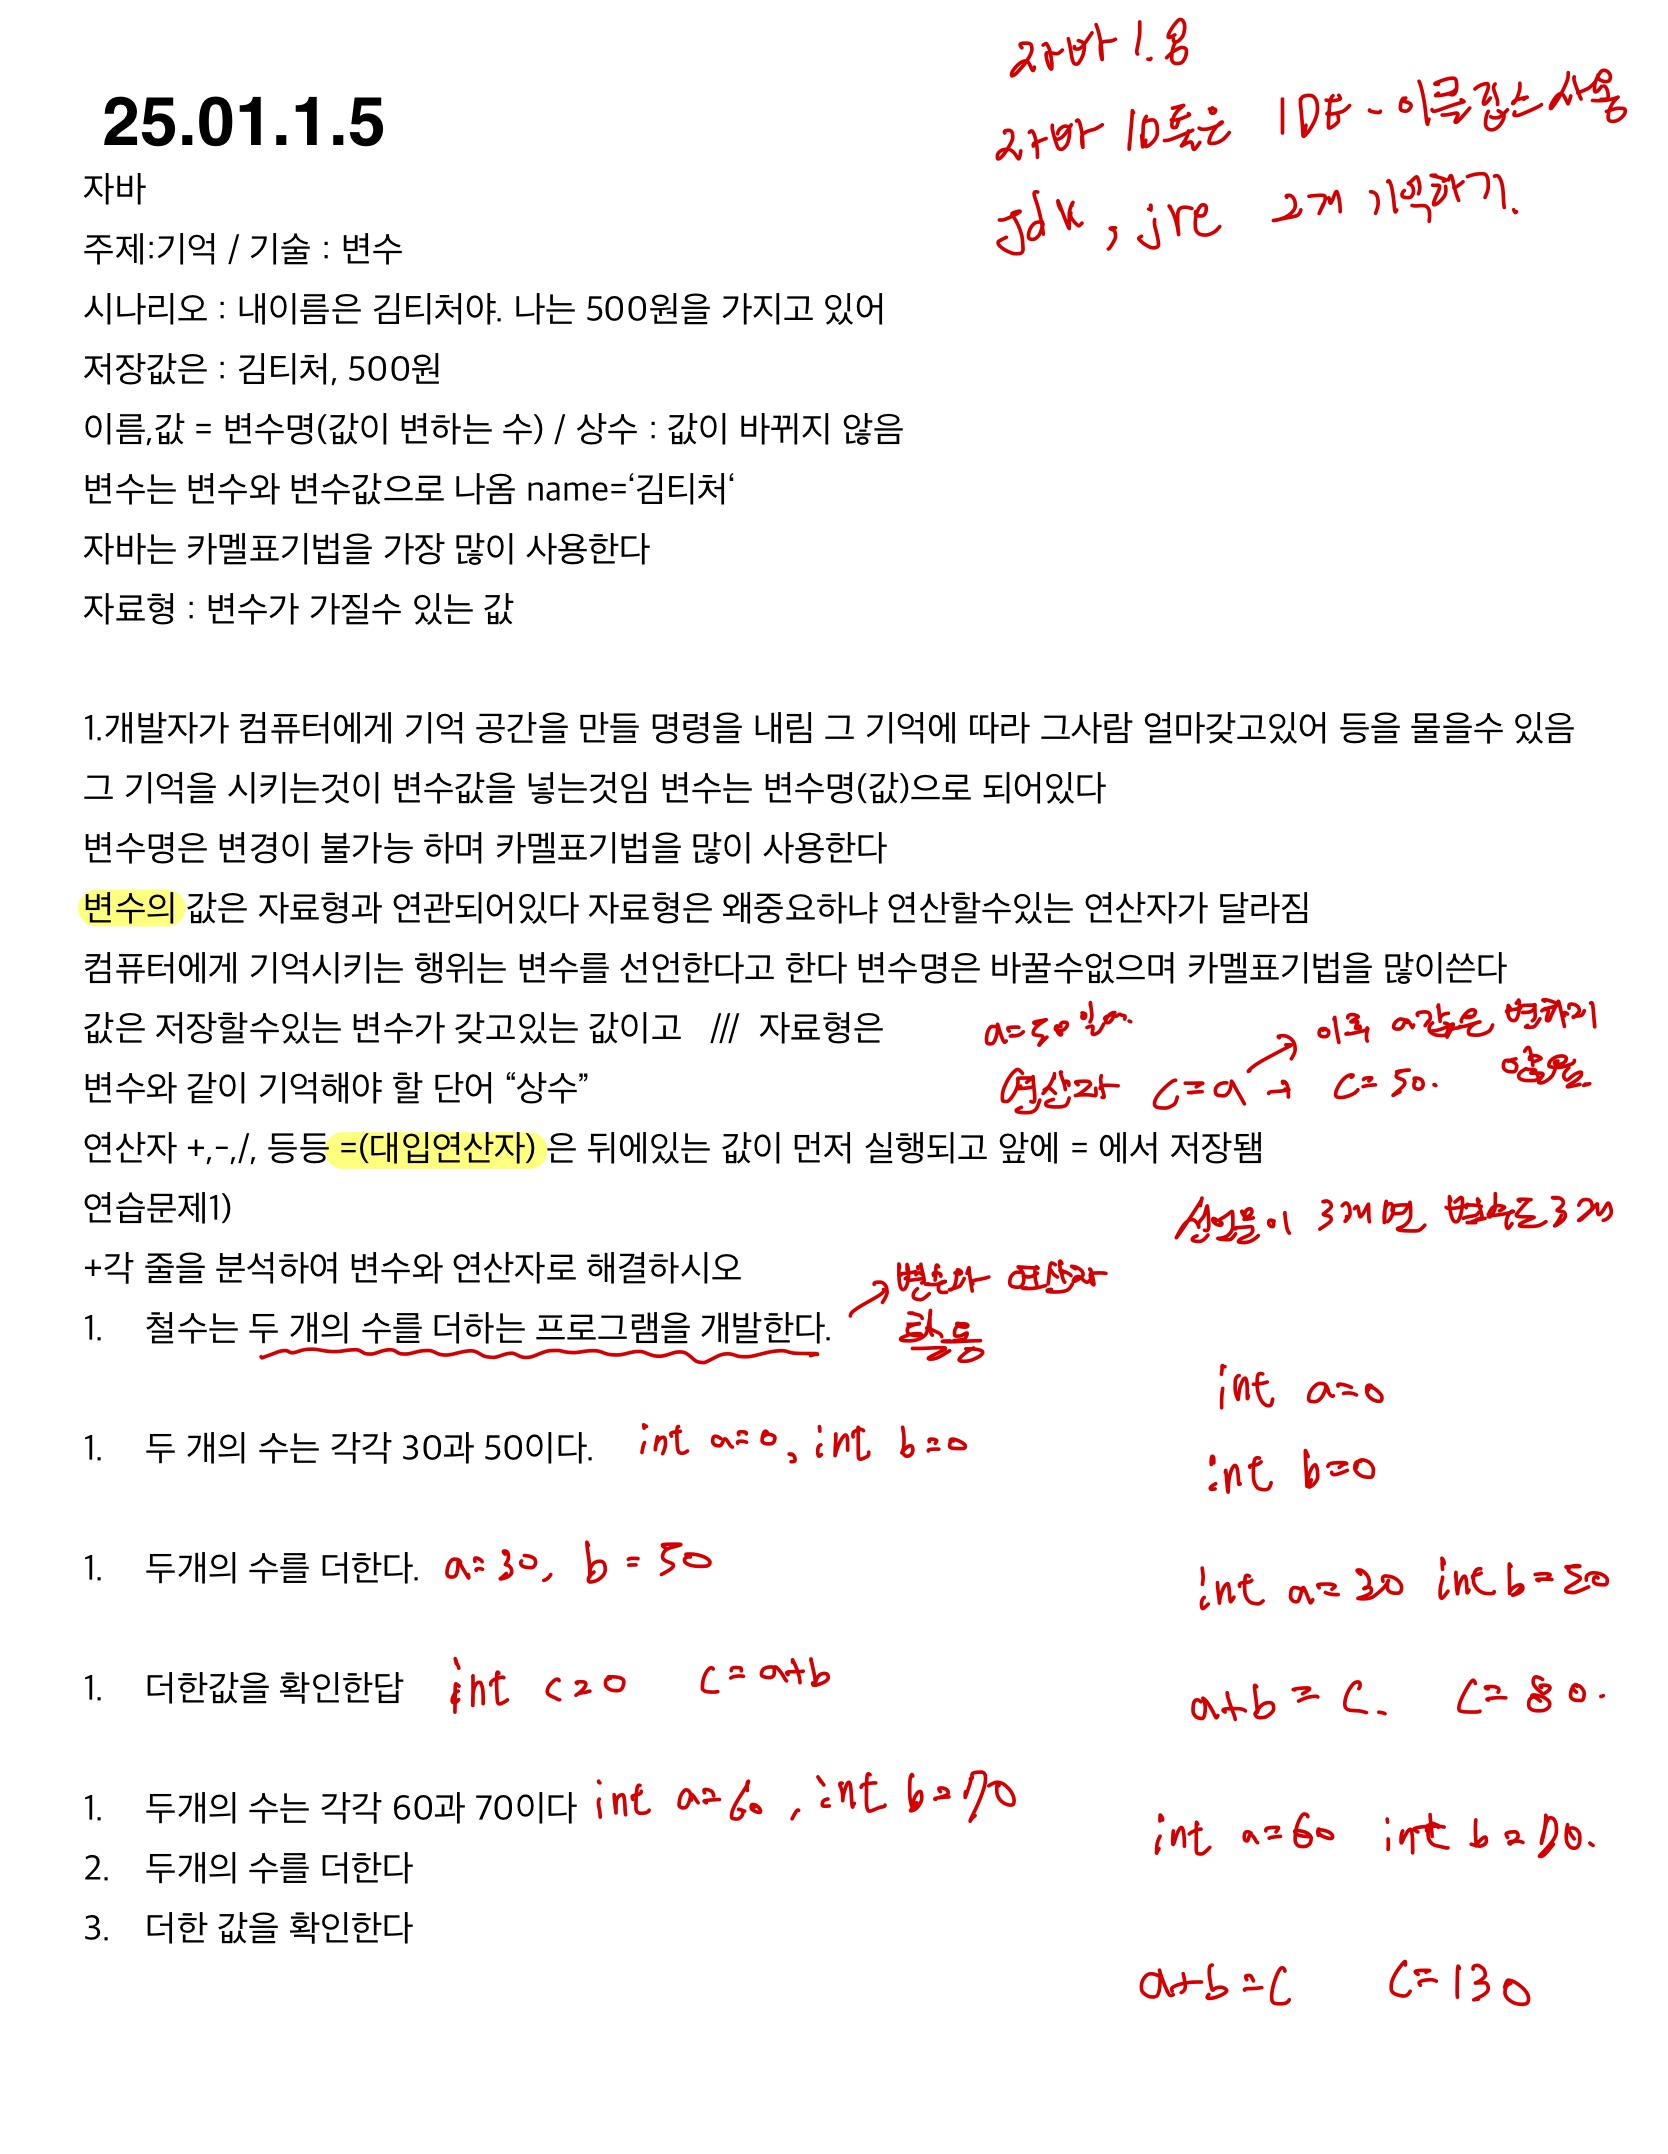 자바 1.8
25.01.1.5
자바 10툴은 IDE - 이클립스 사용
자바
jdk, jre 2개 기억하기.
주제:기억 / 기술 : 변수
시나리오 : 내이름은 김티처야. 나는 500원을 가지고 있어
저장값은 : 김티처, 500원
이름,값 = 변수명(값이 변하는 수) / 상수 : 값이 바뀌지 않음
변수는 변수와 변수값으로 나옴 name=‘김티처‘
자바는 카멜표기법을 가장 많이 사용한다
자료형 : 변수가 가질수 있는 값
1.개발자가 컴퓨터에게 기억 공간을 만들 명령을 내림 그 기억에 따라 그사람 얼마갖고있어 등을 물을수 있음
그 기억을 시키는것이 변수값을 넣는것임 변수는 변수명(값)으로 되어있다
변수명은 변경이 불가능 하며 카멜표기법을 많이 사용한다
변수의 값은 자료형과 연관되어있다 자료형은 왜중요하냐 연산할수있는 연산자가 달라짐
컴퓨터에게 기억시키는 행위는 변수를 선언한다고 한다 변수명은 바꿀수없으며 카멜표기법을 많이쓴다
값은 저장할수있는 변수가 갖고있는 값이고 /// 자료형은
a=50 일때. → 이후 a값은 변하지 않음
변수와 같이 기억해야 할 단어 “상수”
연산자 c=a → c=50.
연산자 +,-,/, 등등 =(대입연산자) 은 뒤에있는 값이 먼저 실행되고 앞에 = 에서 저장됌
연습문제1)
선언문이 3개면 변수도 3개
+각 줄을 분석하여 변수와 연산자로 해결하시오
1. 철수는 두 개의 수를 더하는 프로그램을 개발한다.
→ 변수와 연산자
활동
int a=0
1. 두 개의 수는 각각 30과 50이다. int a=0, int b=0
int b=0
1. 두개의 수를 더한다. a=30, b=50
int a=30 int b=50
1. 더한값을 확인한답 int c=0 c=a+b
a+b=c. c=80.
1. 두개의 수는 각각 60과 70이다 int a=60, int b=70
int a=60 int b=70.
2. 두개의 수를 더한다
3. 더한 값을 확인한다
a+b=c c=130